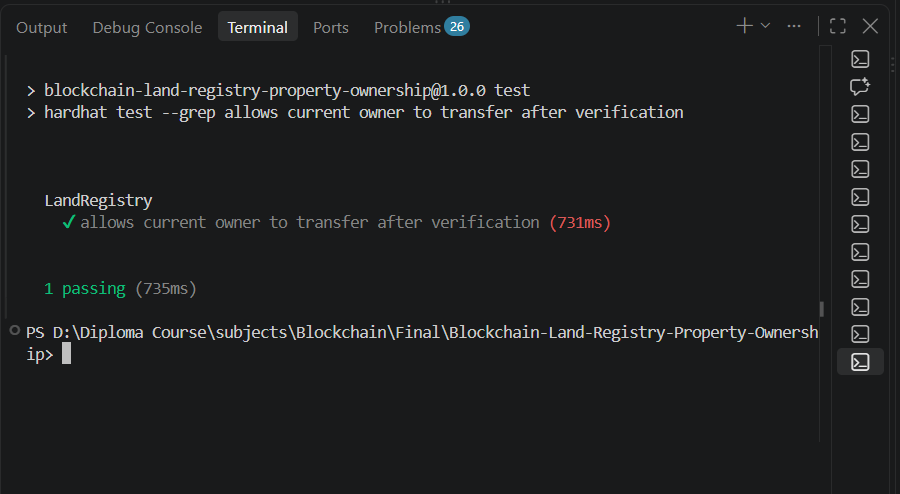 Output Debug Console Terminal Ports Problems 26
> blockchain-land-registry-property-ownership@1.0.0 test
> hardhat test --grep allows current owner to transfer after verification
LandRegistry
✓ allows current owner to transfer after verification (731ms)
1 passing (735ms)
PS D:\Diploma Course\subjects\Blockchain\Final\Blockchain-Land-Registry-Property-Ownersh
ip>